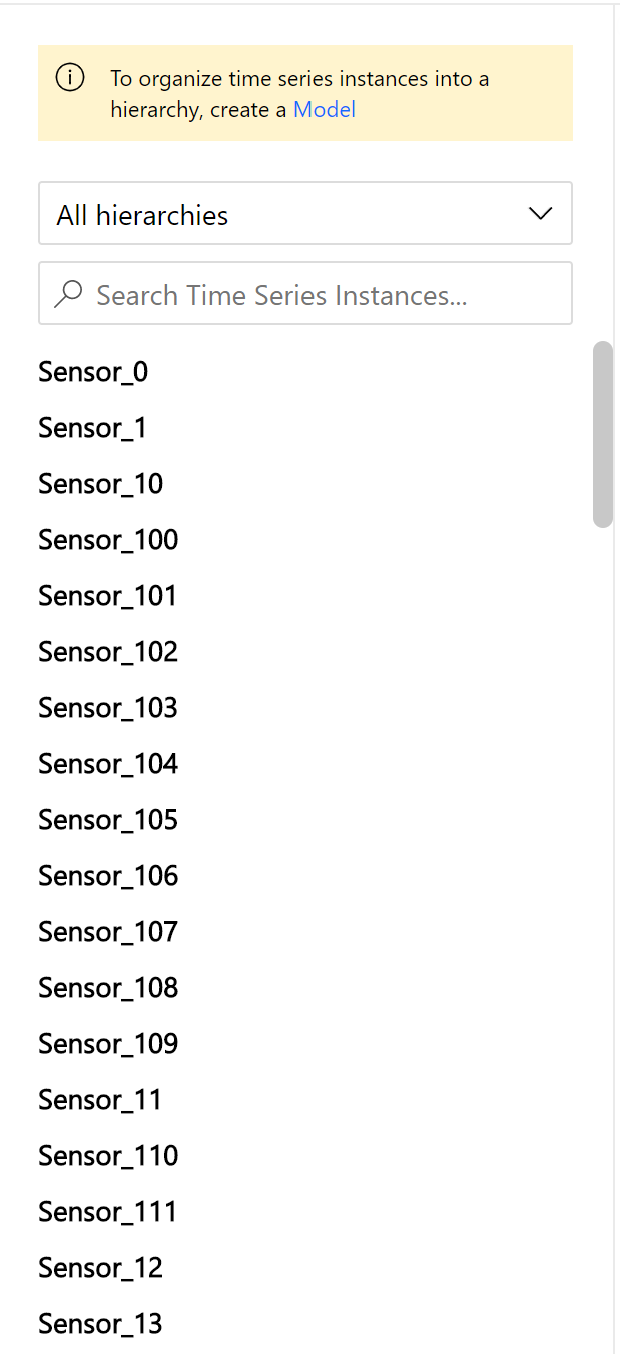 To organize time series instances into a
hierarchy, create a Model
All hierarchies
Search Time Series Instances...
Sensor_0
Sensor_1
Sensor_10
Sensor_100
Sensor_101
Sensor_102
Sensor_103
Sensor_104
Sensor_105
Sensor_106
Sensor_107
Sensor_108
Sensor_109
Sensor_11
Sensor_110
Sensor_111
Sensor_12
Sensor_13